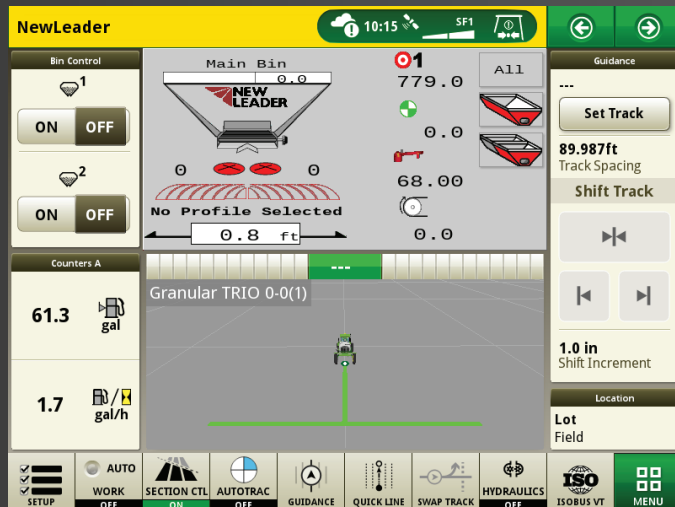 NewLeader
10:15
SF1
Bin Control
1
ON OFF
2
ON OFF
Counters A
61.3
gal
1.7
gal/h
Main Bin
0.0
NEW
LEADER
0 0
No Profile Selected
0.8 ft
1
779.0
0.0
68.00
0.0
All
---
Granular TRIO 0-0(1)
Guidance
---
Set Track
89.987ft
Track Spacing
Shift Track
1.0 in
Shift Increment
Location
Lot
Field
SETUP
AUTO
WORK
OFF
SECTION CTL
ON
AUTOTRAC
OFF
GUIDANCE
QUICK LINE
SWAP TRACK
HYDRAULICS
OFF
ISO
ISOBUS VT
MENU